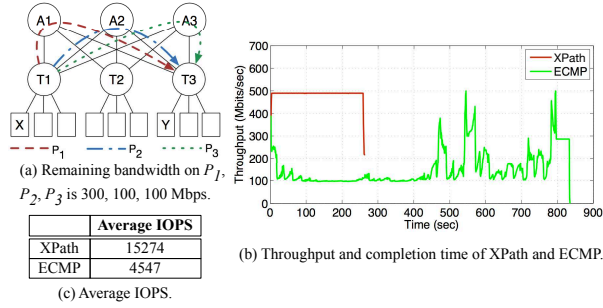 A1 A2 A3
T1 T2 T3
X Y
P1 P2 P3
(a) Remaining bandwidth on P1,
P2, P3 is 300, 100, 100 Mbps.
Average IOPS
XPath 15274
ECMP 4547
(c) Average IOPS.
700
600
500
400
300
200
100
0
Throughput (Mbits/sec)
XPath
ECMP
0 100 200 300 400 500 600 700 800 900
Time (sec)
(b) Throughput and completion time of XPath and ECMP.